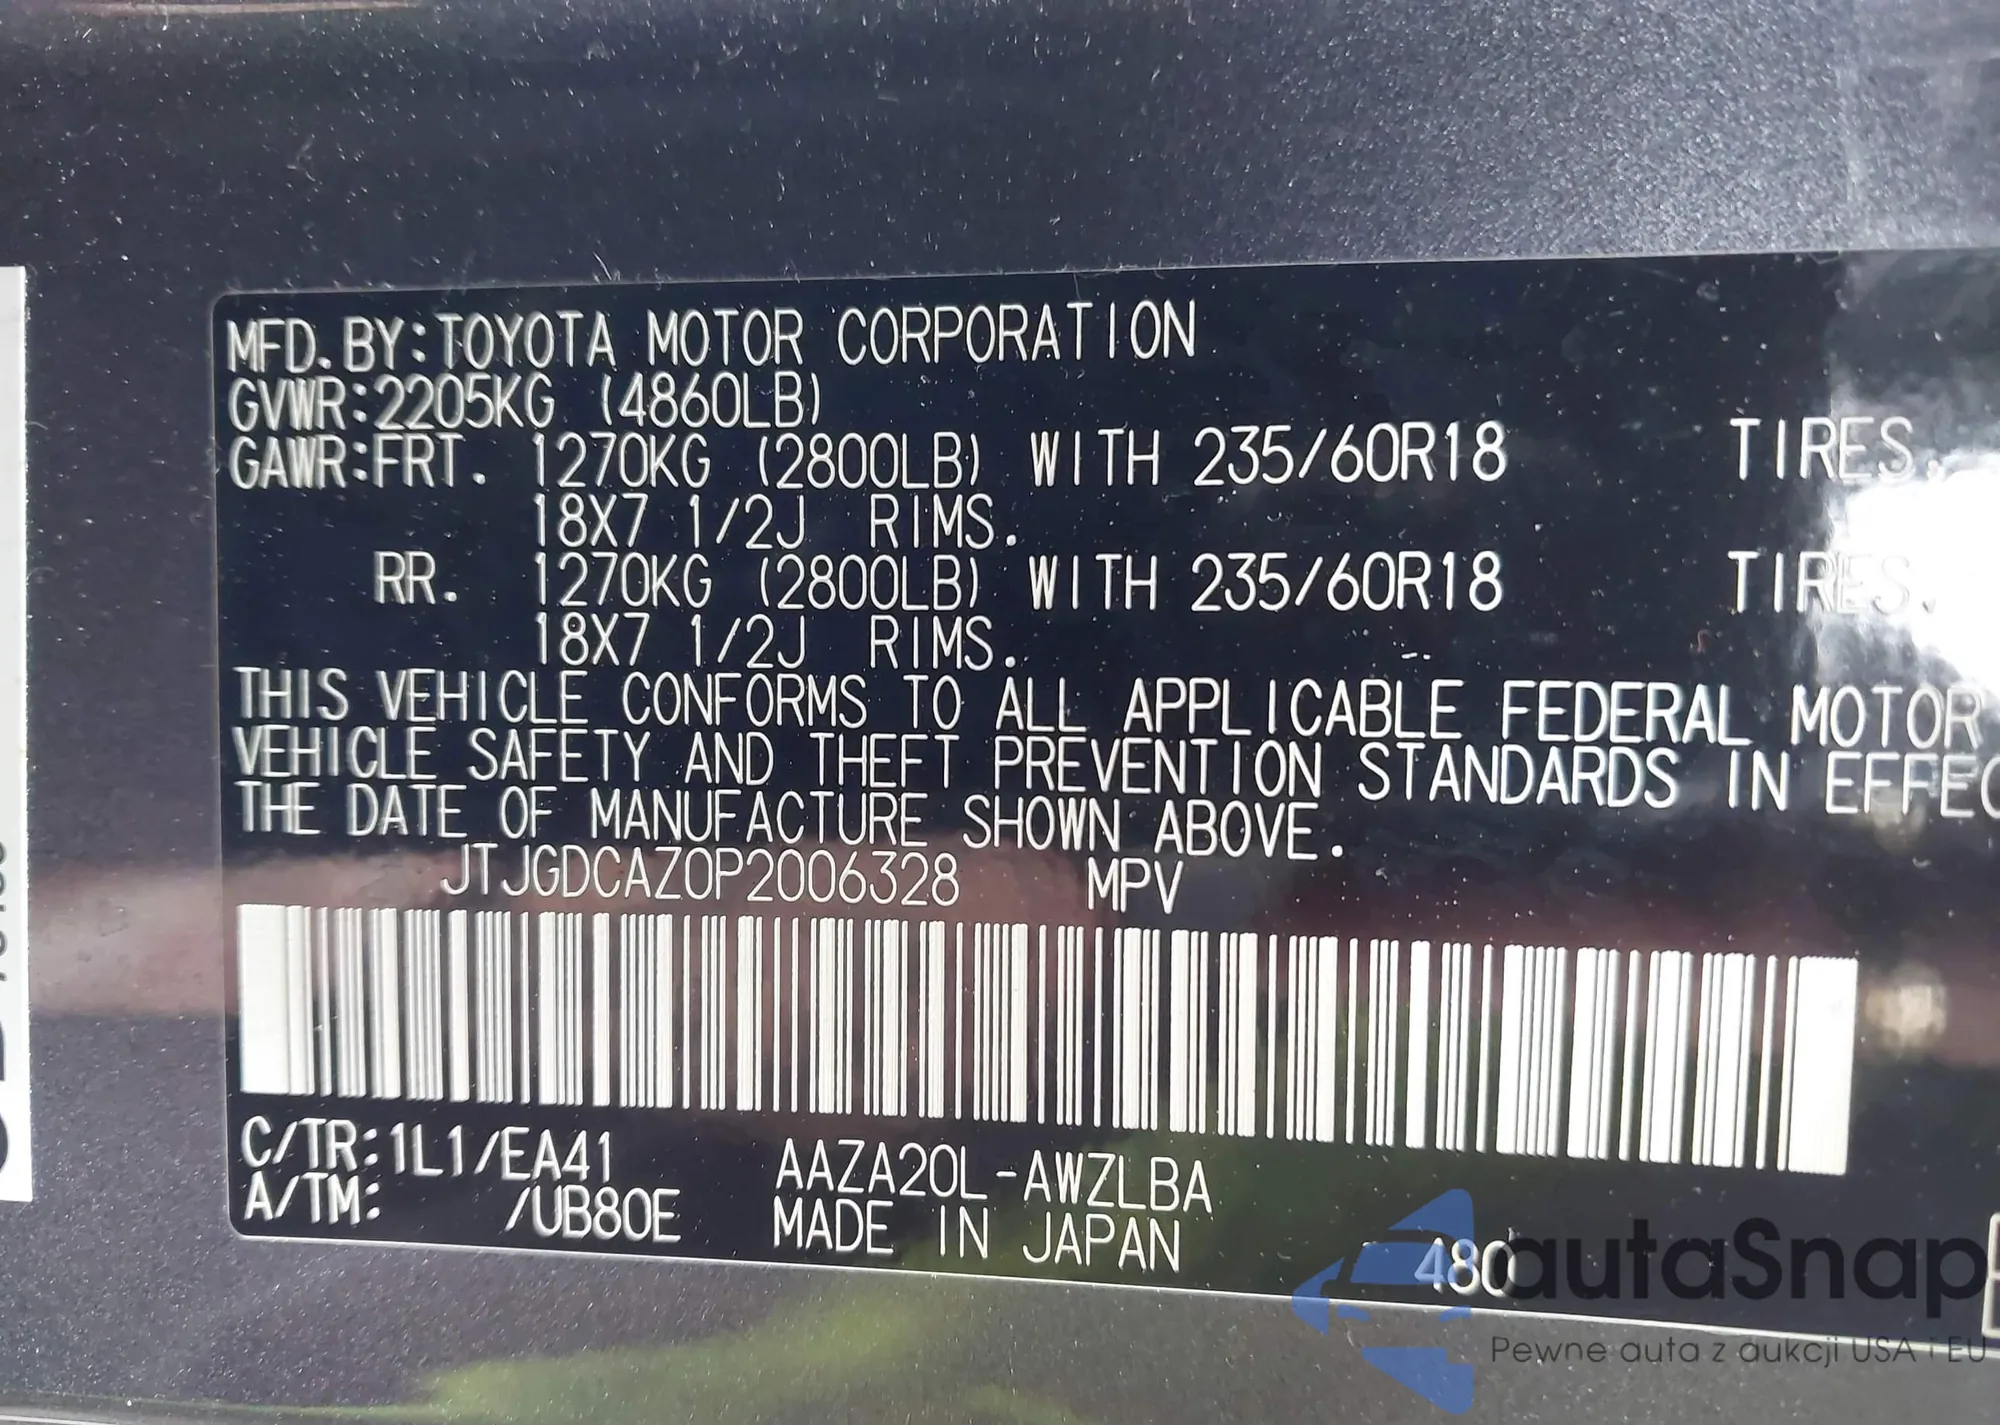 MFD.BY:TOYOTA MOTOR CORPORATION
GVWR:2205KG (4860LB)
GAWR:FRT. 1270KG (2800LB) WITH 235/60R18 TIRES,
18X7 1/2J RIMS.
RR. 1270KG (2800LB) WITH 235/60R18 TIRES,
18X7 1/2J RIMS.
THIS VEHICLE CONFORMS TO ALL APPLICABLE FEDERAL MOTOR
VEHICLE SAFETY AND THEFT PREVENTION STANDARDS IN EFFEC
THE DATE OF MANUFACTURE SHOWN ABOVE.
JTJGDCAZ0P2006328 MPV
C/TR:1L1/EA41 AAZA20L-AWZLBA
A/TM: /UB80E MADE IN JAPAN
480
autaSnap
Pewne auta z aukcji USA i EU